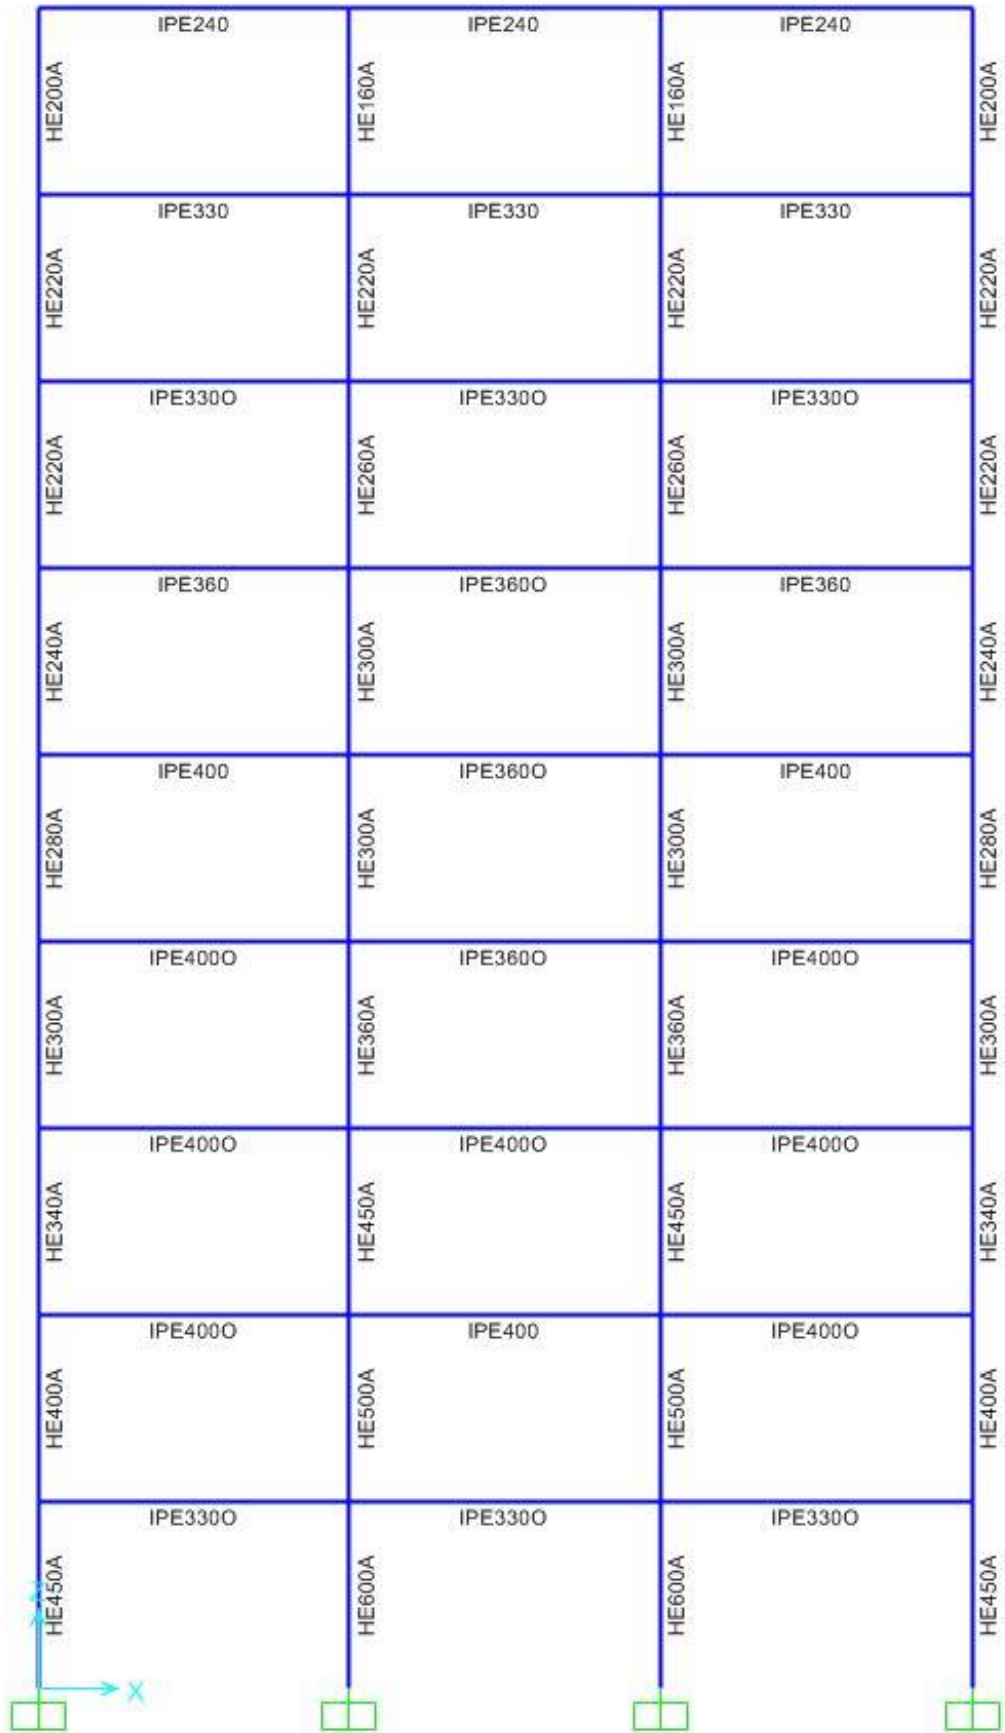 IPE240 IPE240 IPE240
HE200A HE160A HE160A HE200A
IPE330 IPE330 IPE330
HE220A HE220A HE220A HE220A
IPE330O IPE330O IPE330O
HE220A HE260A HE260A HE220A
IPE360 IPE360O IPE360
HE240A HE300A HE300A HE240A
IPE400 IPE360O IPE400
HE280A HE300A HE300A HE280A
IPE400O IPE360O IPE400O
HE300A HE360A HE360A HE300A
IPE400O IPE400O IPE400O
HE340A HE450A HE450A HE340A
IPE400O IPE400 IPE400O
HE400A HE500A HE500A HE400A
IPE330O IPE330O IPE330O
HE450A HE600A HE600A HE450A
X